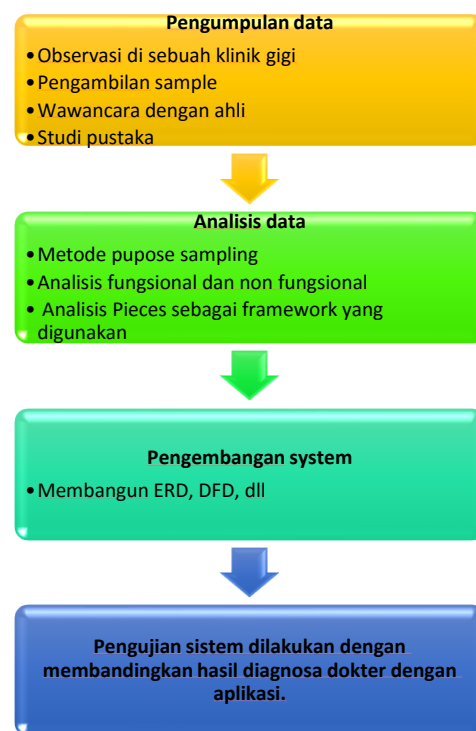 Pengumpulan data
•Observasi di sebuah klinik gigi
•Pengambilan sample
•Wawancara dengan ahli
•Studi pustaka
Analisis data
•Metode pupose sampling
•Analisis fungsional dan non fungsional
• Analisis Pieces sebagai framework yang
digunakan
Pengembangan system
•Membangun ERD, DFD, dll
Pengujian sistem dilakukan dengan
membandingkan hasil diagnosa dokter dengan
aplikasi.